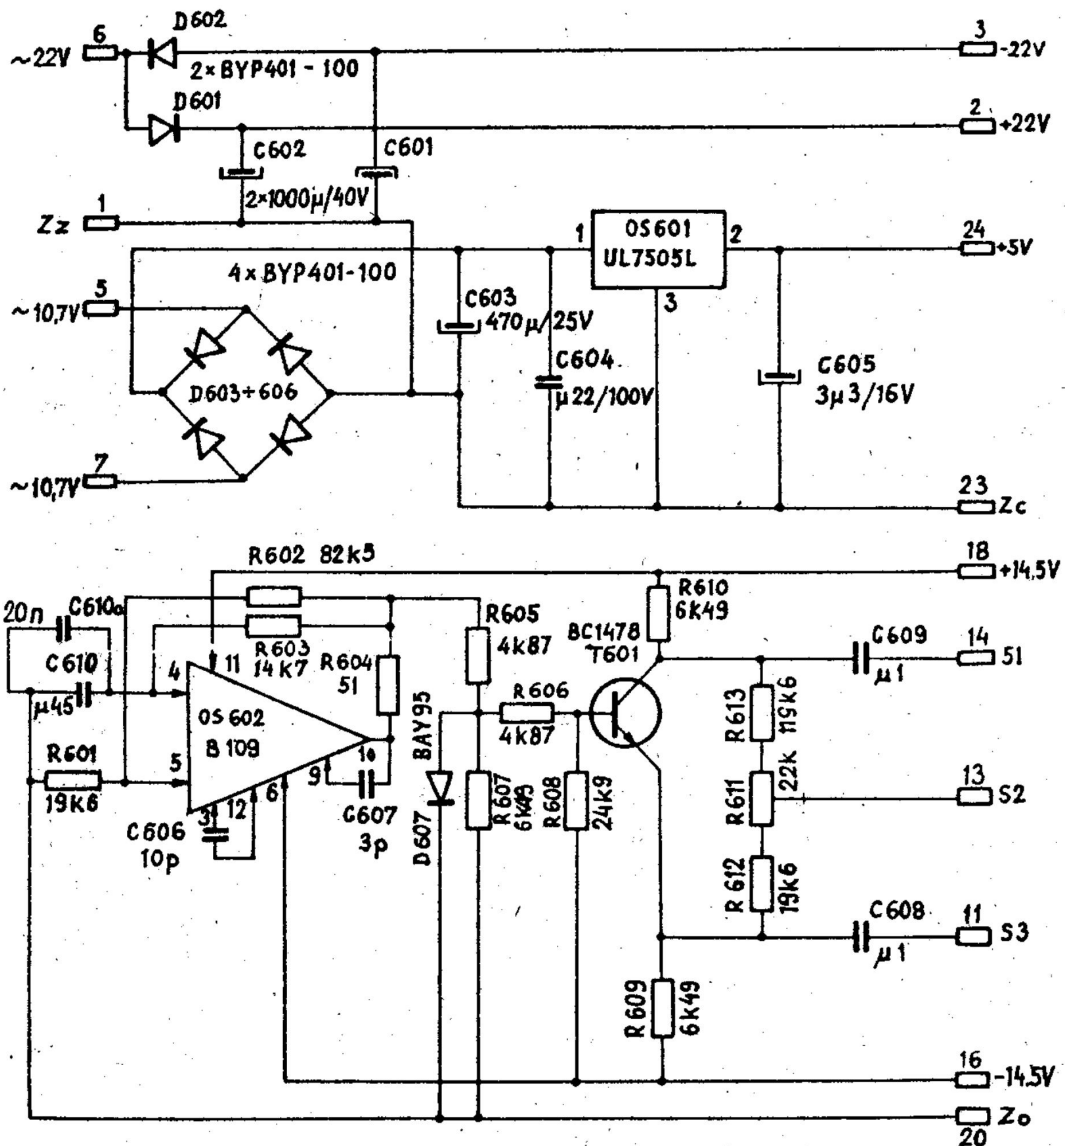 D602
6
~22V
3
-22V
2×BYP401-100
D601
2
+22V
C602
C601
2×1000µ/40V
1
Zz
OS601
UL7505L
1
2
3
24
+5V
4×BYP401-100
5
~10,7V
C603
470µ/25V
C604
µ22/100V
C605
3µ3/16V
D603÷606
7
~10,7V
23
Zc
R602 82k5
18
+14,5V
20n
C610a
R610
6k49
R605
4k87
BC147B
T601
C609
µ1
14
S1
C610
µ45
4
11
R603
14k7
R604
51
R606
4k87
R613
119k6
OS602
B109
BAY95
R601
19k6
5
10
9
6
12
3
R607
6k49
R608
24k9
R611
22k
13
S2
C606
10p
C607
3p
D607
R612
19k6
C608
µ1
11
S3
R609
6k49
16
-14,5V
Zo
20